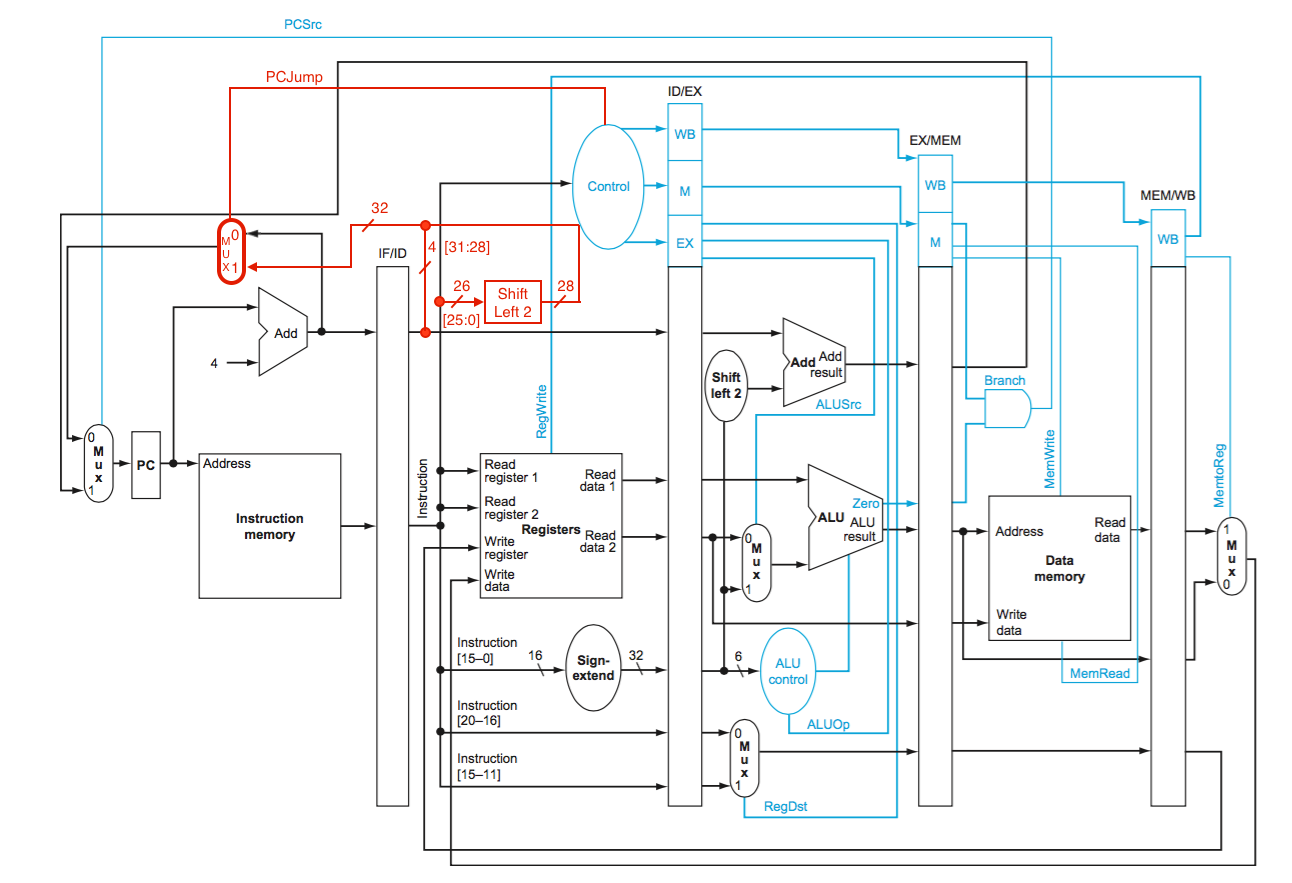 PCSrc
PCJump
ID/EX
WB
EX/MEM
Control
M
WB
MEM/WB
32
0
M
U
X 1
4 [31:28]
EX
M
WB
IF/ID
26
Shift
Left 2
28
[25:0]
Add
4
Add Add
result
Shift
left 2
Branch
ALUSrc
RegWrite
MemWrite
MemtoReg
0
M
u
x
1
PC
Address
Instruction
memory
Instruction
Read
register 1
Read
data 1
Read
register 2
Registers
Read
data 2
Write
register
Write
data
0
M
u
x
1
Zero
ALU ALU
result
Address
Read
data
Data
memory
Write
data
1
M
u
x
0
Instruction
[15–0]
16
Sign-
extend
32
6
ALU
control
MemRead
Instruction
[20–16]
ALUOp
0
M
u
x
1
Instruction
[15–11]
RegDst